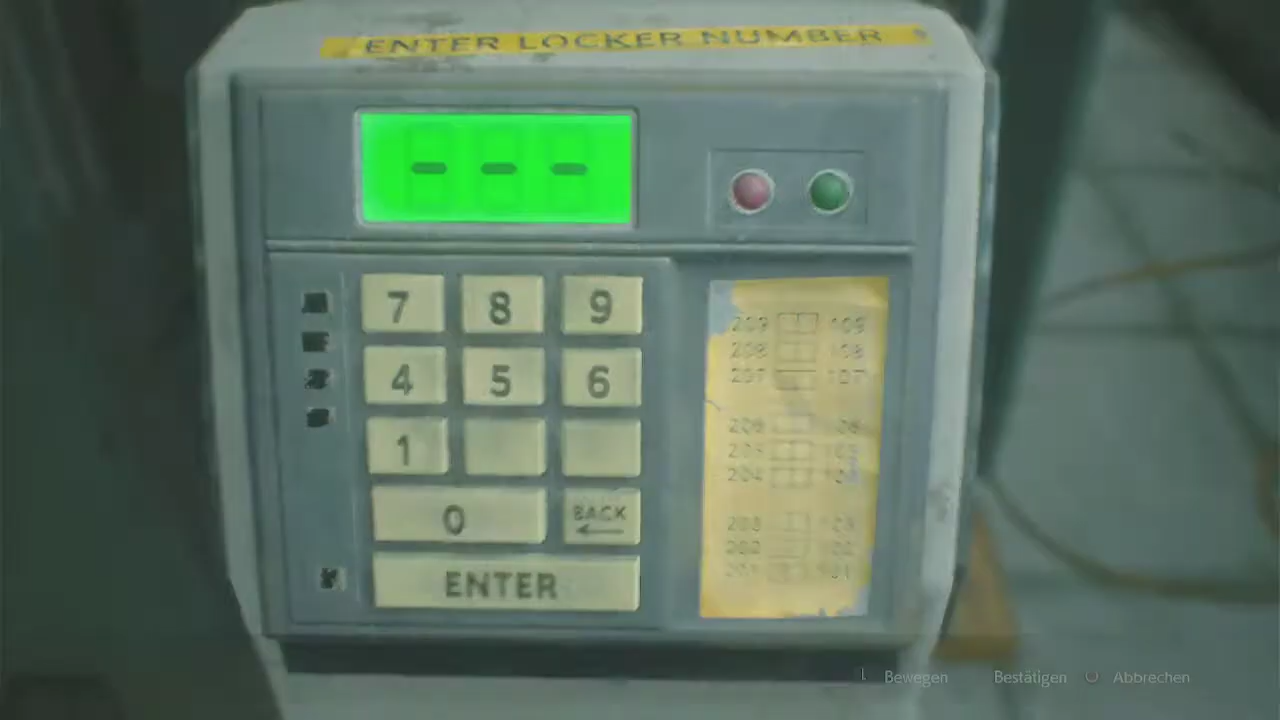 ENTER LOCKER NUMBER
7 8 9
4 5 6
1
0 BACK
ENTER
209 109
208 108
207 107
206 106
205
204
203
202
Bewegen Bestätigen Abbrechen